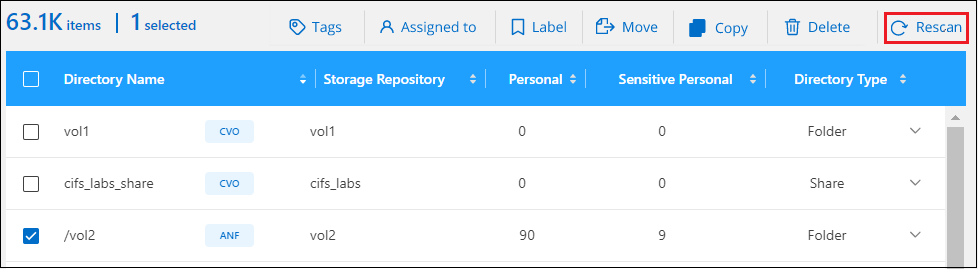 63.1K items | 1 selected Tags Assigned to Label Move Copy Delete Rescan
Directory Name Storage Repository Personal Sensitive Personal Directory Type
vol1 CVO vol1 0 0 Folder
cifs_labs_share CVO cifs_labs 0 0 Share
/vol2 ANF vol2 90 9 Folder